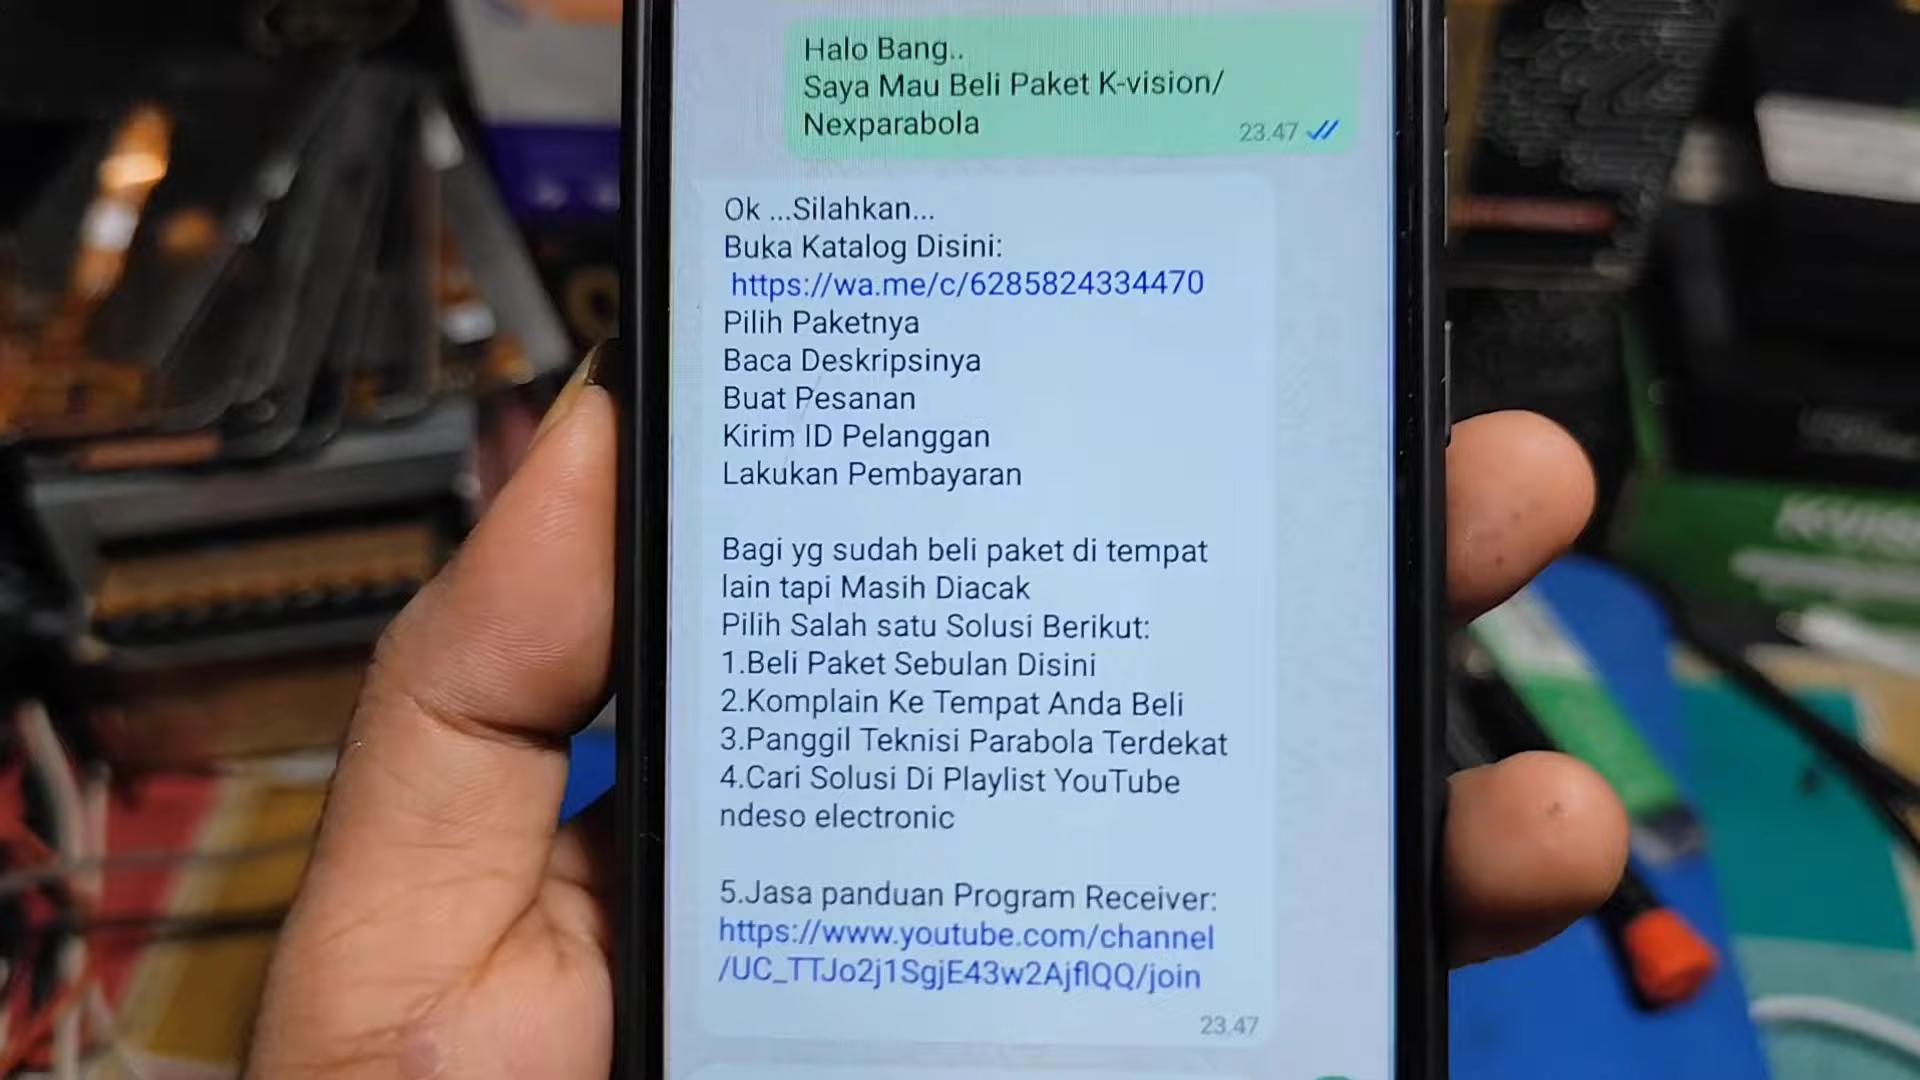 Halo Bang..
Saya Mau Beli Paket K-vision/
Nexparabola
23.47
Ok ...Silahkan...
Buka Katalog Disini:
https://wa.me/c/6285824334470
Pilih Paketnya
Baca Deskripsinya
Buat Pesanan
Kirim ID Pelanggan
Lakukan Pembayaran
Bagi yg sudah beli paket di tempat
lain tapi Masih Diacak
Pilih Salah satu Solusi Berikut:
1.Beli Paket Sebulan Disini
2.Komplain Ke Tempat Anda Beli
3.Panggil Teknisi Parabola Terdekat
4.Cari Solusi Di Playlist YouTube
ndeso electronic
5.Jasa panduan Program Receiver:
https://www.youtube.com/channel
/UC_TTJo2j1SgjE43w2AjflQQ/join
23.47